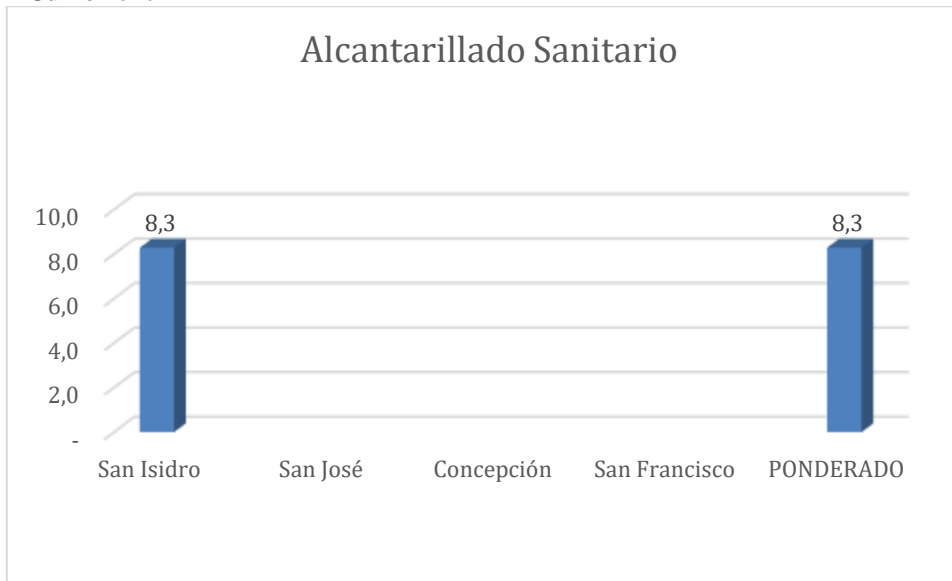 Alcantarillado Sanitario
10,0
8,0
6,0
4,0
2,0
-
8,3
8,3
San Isidro
San José
Concepción
San Francisco
PONDERADO